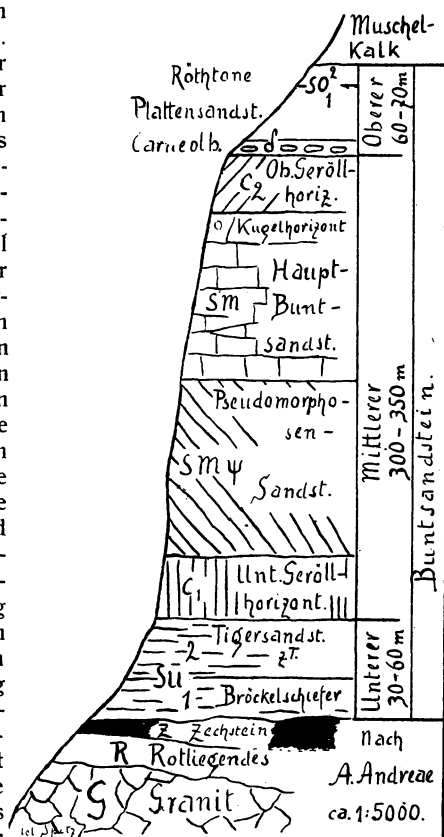 Muschel-
Kalk
Röthtone
Plattensandst.
Carneolb.
SO 2
1
δ
Oberer
60-70m
C2
Ob. Geröll-
horiz.
Kugelhorizont
Haupt-
Bunt-
sandst.
sm
Pseudomorpho-
sen-
Sandst.
smψ
Mittlerer
300-350m
Buntsandstein.
C1
Unt. Geröll-
horizont.
Tigersandst.
zT.
2
Su
1
Bröckelschiefer
Unterer
30-60m
Z Zechstein
R Rotliegendes
G Granit
nach
A. Andreae
ca. 1:5000.